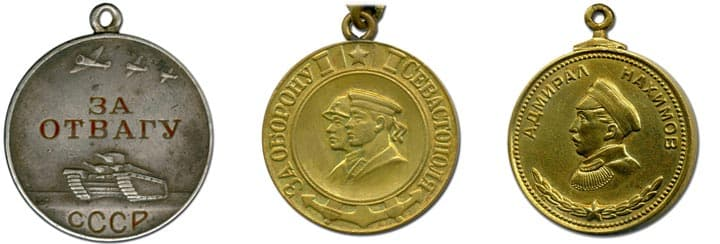 ЗА
ОТВАГУ
СССР
ЗА ОБОРОНУ СЕВАСТОПОЛЯ
АДМИРАЛ НАХИМОВ